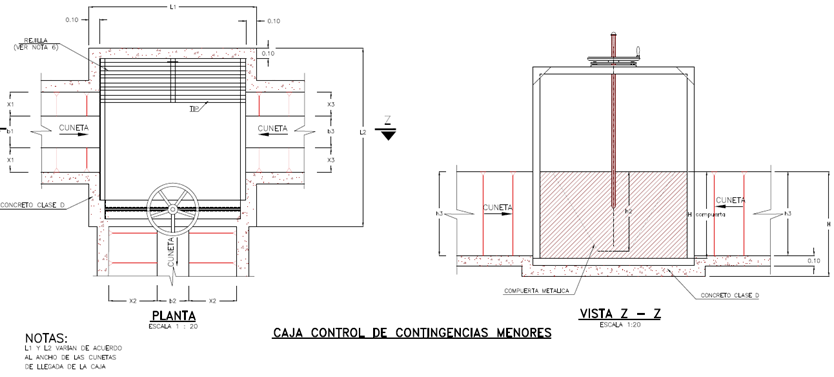 L1
0.10
0.10
REJILLA
(VER NOTA 6)
0.10
X1
b1
X1
CUNETA
CUNETA
X3
b3
X3
L2
Z
CONCRETO CLASE D
CUNETA
X2
b2
X2
PLANTA
ESCALA 1 : 20
h3
CUNETA
h2
H compuerta
CUNETA
h3
H
0.10
COMPUERTA METALICA
CONCRETO CLASE D
VISTA Z - Z
ESCALA 1:20
CAJA CONTROL DE CONTINGENCIAS MENORES
NOTAS:
L1 Y L2 VARIAN DE ACUERDO
AL ANCHO DE LAS CUNETAS
DE LLEGADA DE LA CAJA